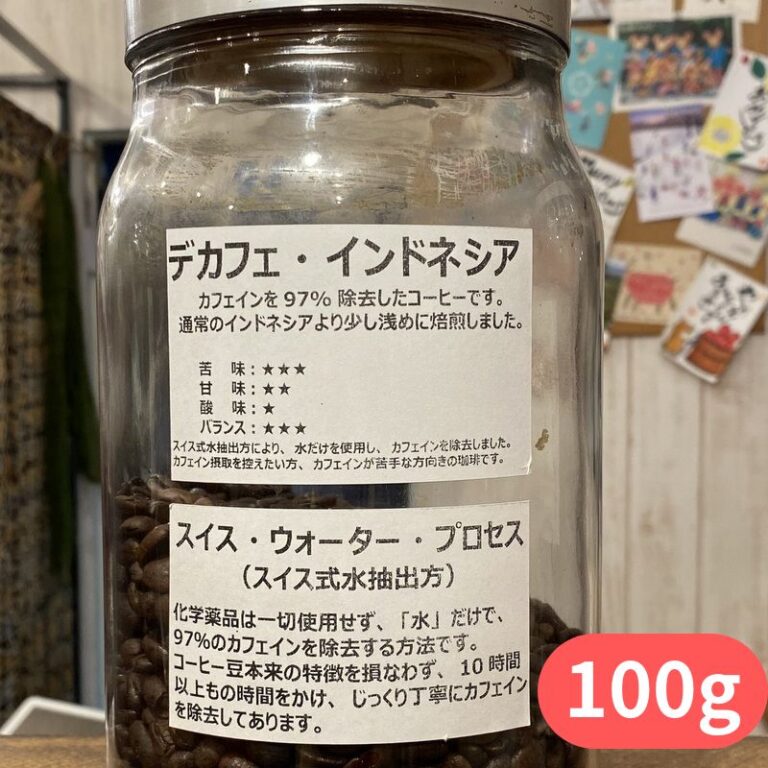 デカフェ・インドネシア
カフェインを97%除去したコーヒーです。
通常のインドネシアより少し浅めに焙煎しました。
苦　味：★★★
甘　味：★★
酸　味：★
バランス：★★★
スイス式水抽出方により、水だけを使用し、カフェインを除去しました。
カフェイン摂取を控えたい方、カフェインが苦手な方向きの珈琲です。
スイス・ウォーター・プロセス
（スイス式水抽出方）
化学薬品は一切使用せず、「水」だけで、
97%のカフェインを除去する方法です。
コーヒー豆本来の特徴を損なわず、10時間
以上もの時間をかけ、じっくり丁寧にカフェイン
を除去してあります。
100g